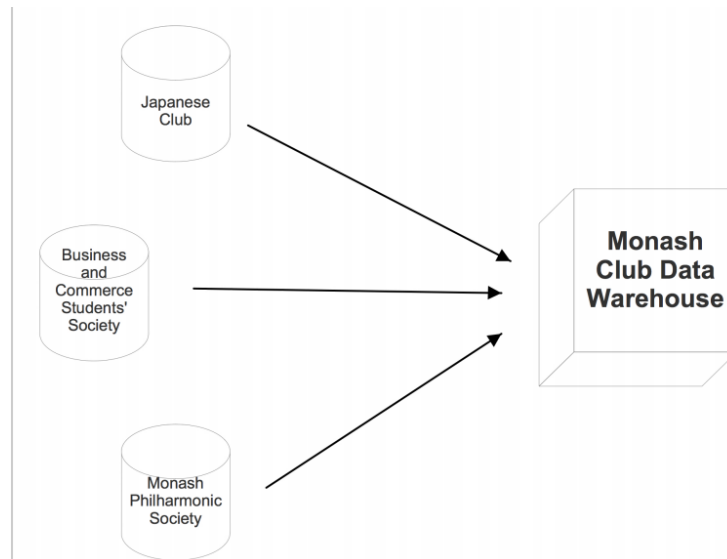 Japanese
Club
Business
and
Commerce
Students'
Society
Monash
Club Data
Warehouse
Monash
Philharmonic
Society